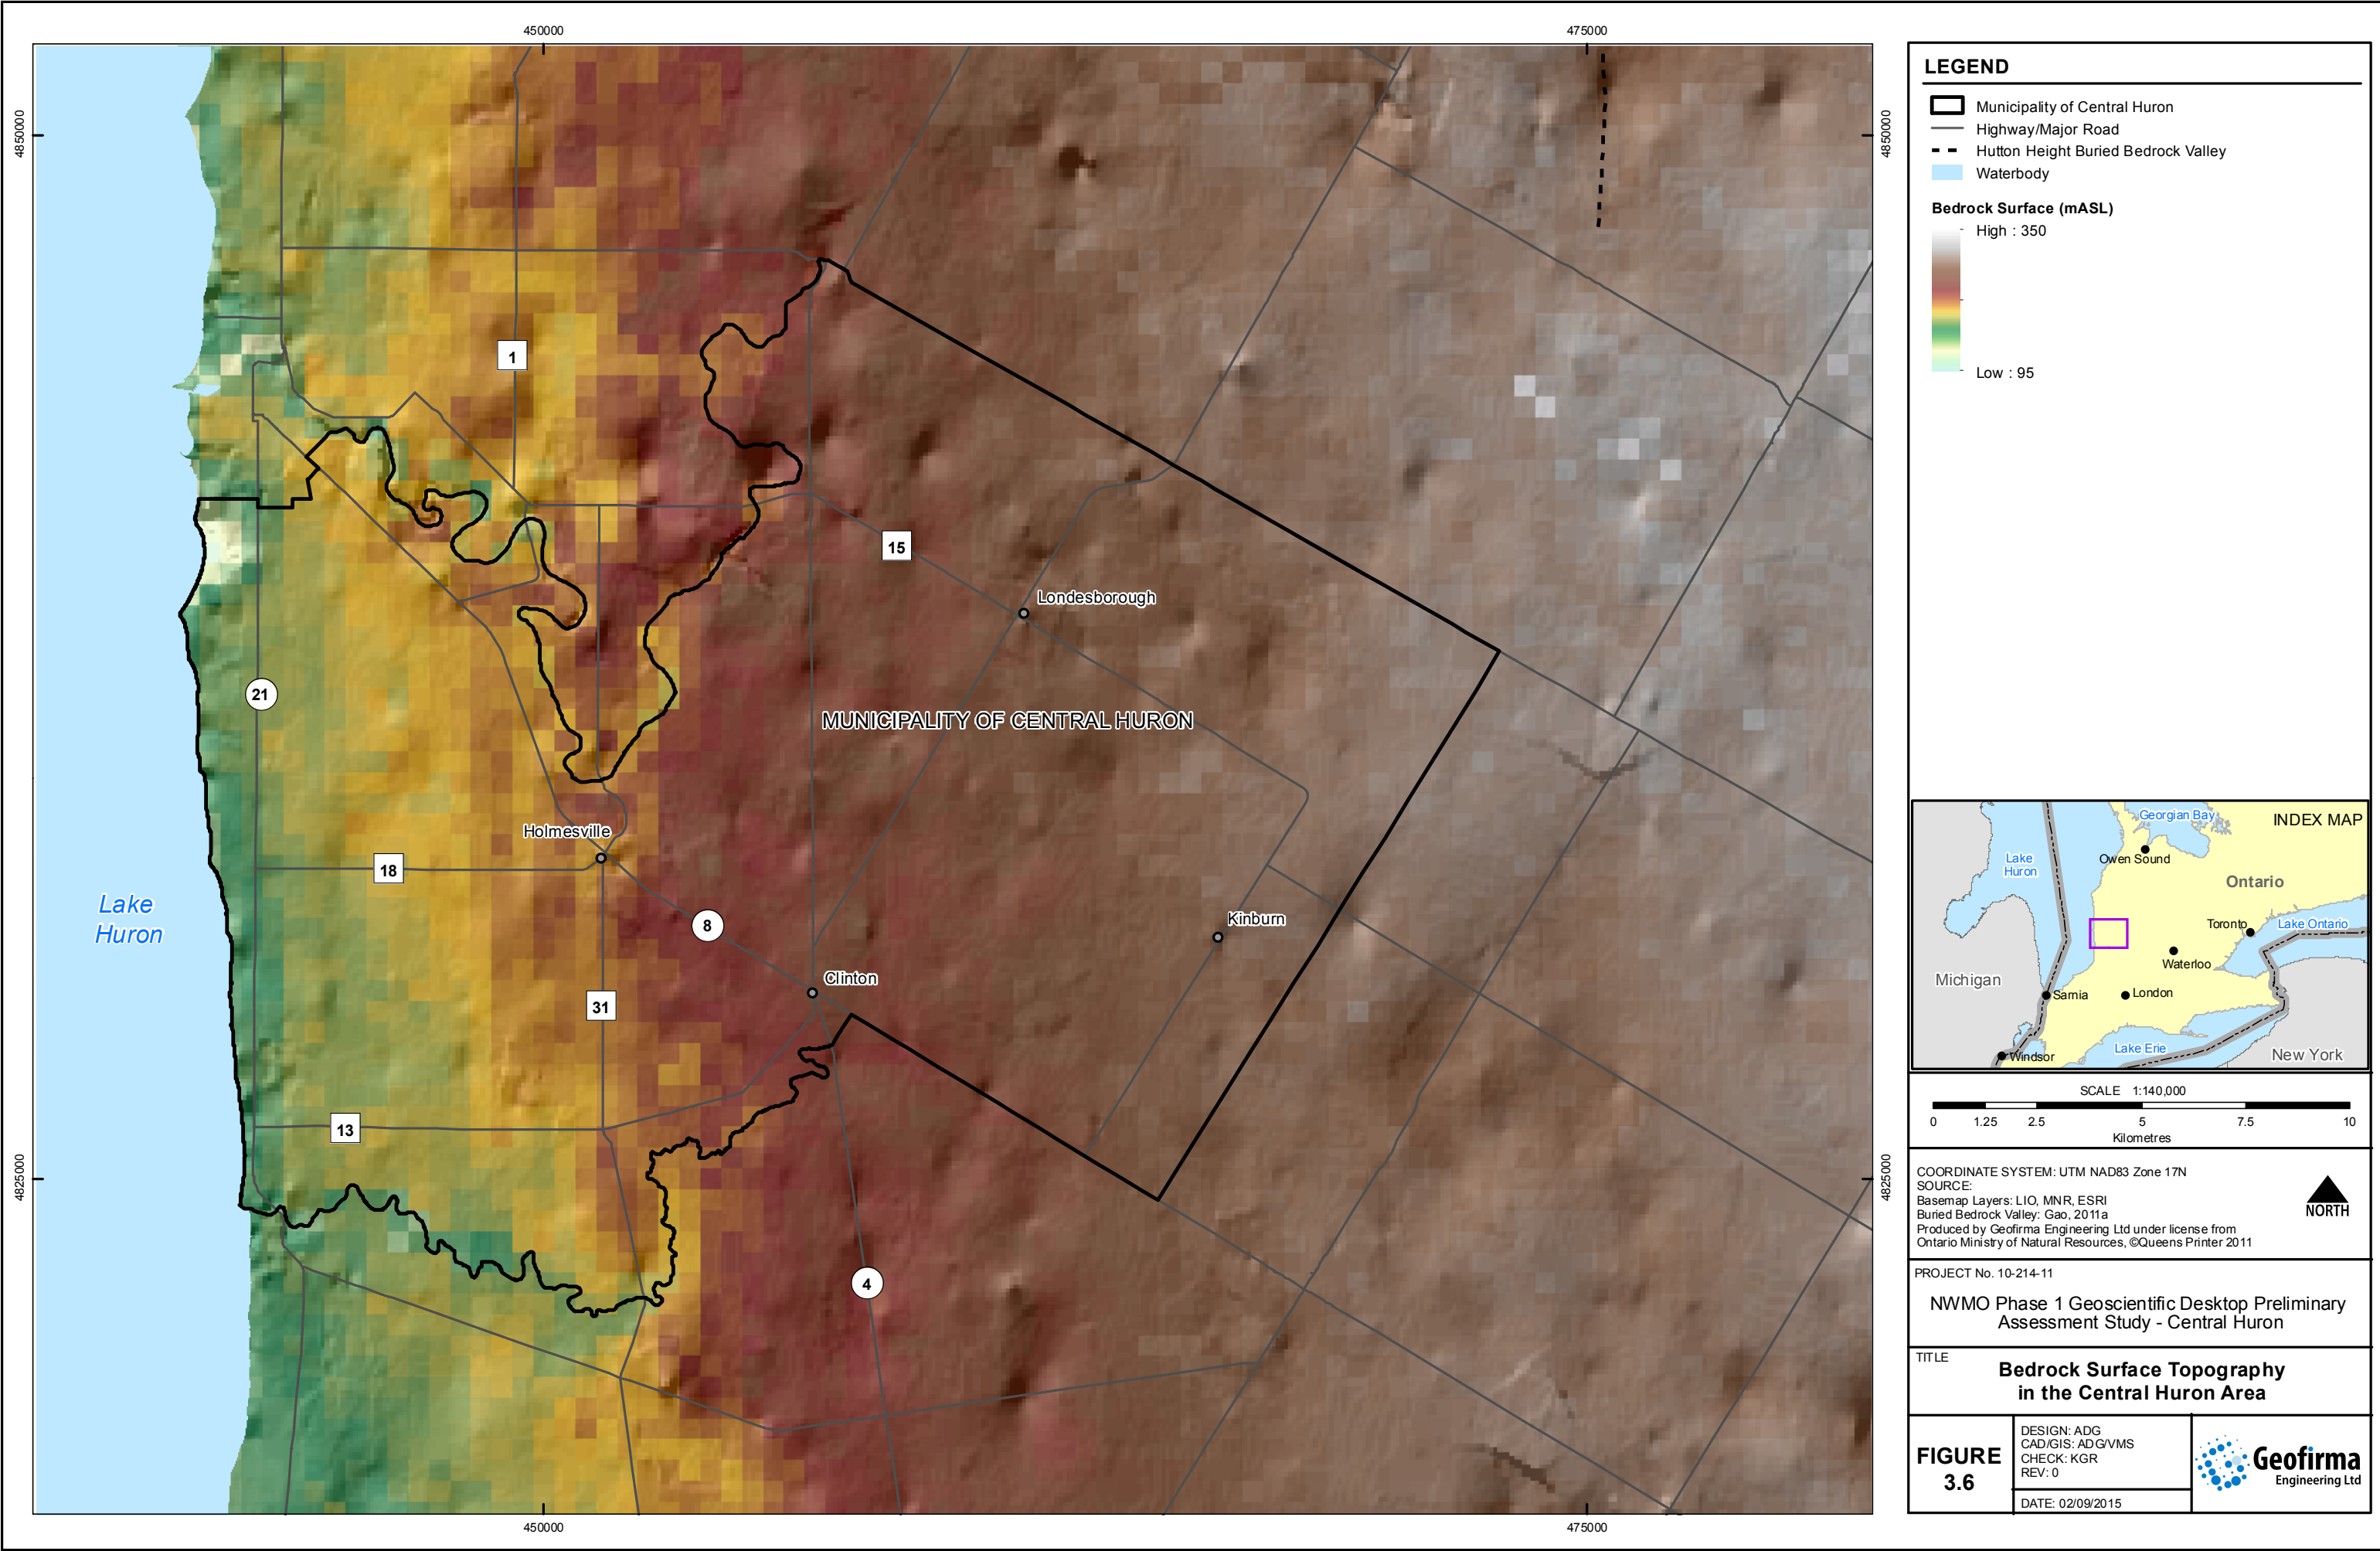 450000
475000
4850000
4850000
1
15
Londesborough
21
MUNICIPALITY OF CENTRAL HURON
Holmesville
18
Lake
Huron
8
Kinburn
Clinton
31
13
4825000
4825000
4
450000
475000
LEGEND
Municipality of Central Huron
Highway/Major Road
Hutton Height Buried Bedrock Valley
Waterbody
Bedrock Surface (mASL)
High : 350
Low : 95
INDEX MAP
Georgian Bay
Owen Sound
Lake
Huron
Ontario
Toronto
Lake Ontario
Waterloo
Michigan
Sarnia
London
Windsor
Lake Erie
New York
SCALE 1:140,000
0 1.25 2.5 5 7.5 10
Kilometres
COORDINATE SYSTEM: UTM NAD83 Zone 17N
SOURCE:
Basemap Layers: LIO, MNR, ESRI
Buried Bedrock Valley: Gao, 2011a
Produced by Geofirma Engineering Ltd under license from
Ontario Ministry of Natural Resources, ©Queens Printer 2011
NORTH
PROJECT No. 10-214-11
NWMO Phase 1 Geoscientific Desktop Preliminary
Assessment Study - Central Huron
TITLE
Bedrock Surface Topography
in the Central Huron Area
FIGURE
3.6
DESIGN: ADG
CAD/GIS: ADG/VMS
CHECK: KGR
REV: 0
DATE: 02/09/2015
Geofirma
Engineering Ltd